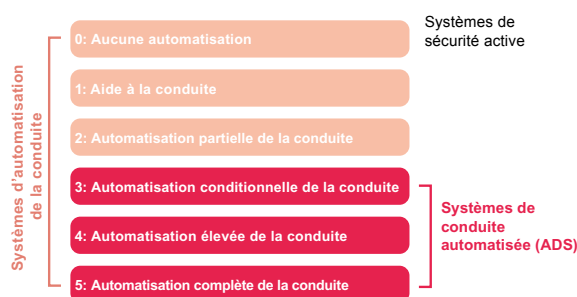 Systèmes d'automatisation
de la conduite
0: Aucune automatisation
Systèmes de
sécurité active
1: Aide à la conduite
2: Automatisation partielle de la conduite
3: Automatisation conditionnelle de la conduite
4: Automatisation élevée de la conduite
5: Automatisation complète de la conduite
Systèmes de
conduite
automatisée (ADS)